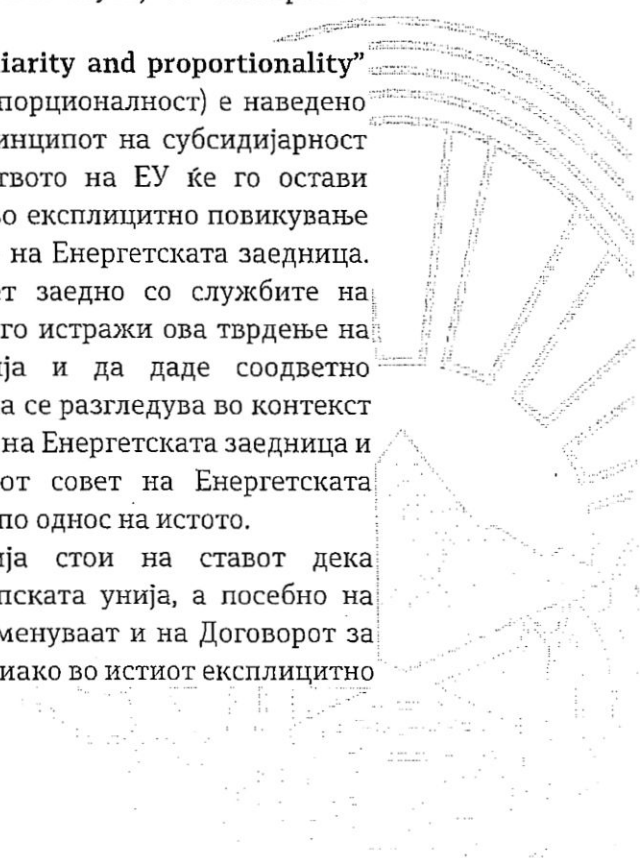 iarity and proportionality”
порционалност) е наведено
инципот на субсидијарност
твото на ЕУ ќе го остави
о експлицитно повикување
на Енергетската заедница.
т заедно со службите на
го истражи ова тврдење на
ја и да даде соодветно
а се разгледува во контекст
на Енергетската заедница и
от совет на Енергетската
по однос на истото.
ија стои на ставот дека
пската унија, а посебно на
менуваат и на Договорот за
иако во истиот експлицитно